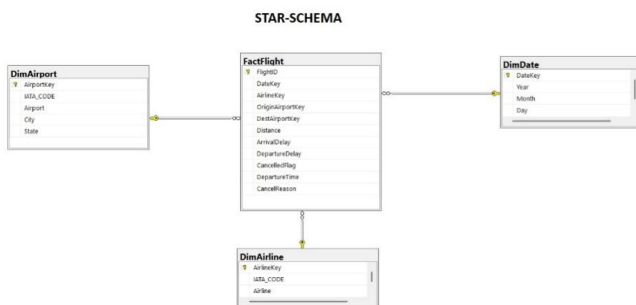 STAR-SCHEMA
DimAirport
AirportKey
IATA_CODE
Airport
City
State
FactFlight
FlightID
DateKey
AirlineKey
OriginAirportKey
DestAirportKey
Distance
ArrivalDelay
DepartureDelay
CancelledFlag
DepartureTime
CancelReason
DimDate
DateKey
Year
Month
Day
DimAirline
AirlineKey
IATA_CODE
Airline